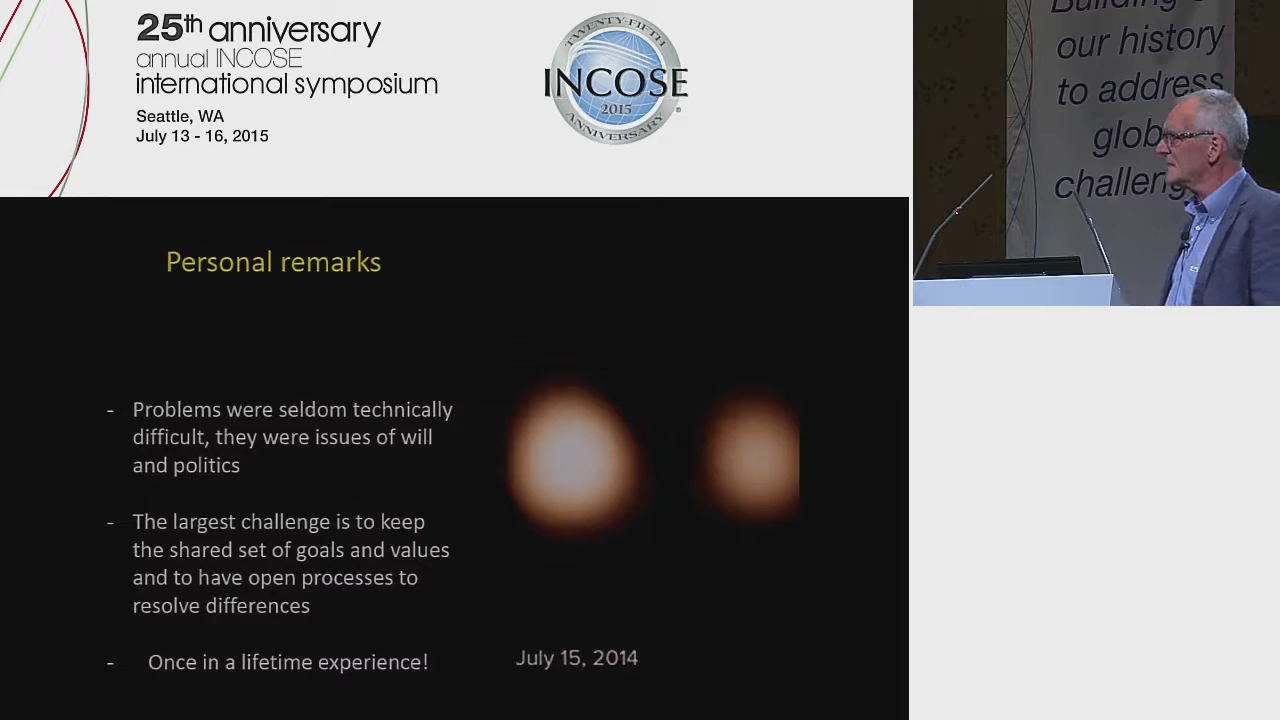 25th anniversary
annual INCOSE
international symposium
Seattle, WA
July 13 - 16, 2015
TWENTY-FIFTH
INCOSE
2015
ANNIVERSARY
®
our history
to address
challeng
Personal remarks
- Problems were seldom technically
difficult, they were issues of will
and politics
- The largest challenge is to keep
the shared set of goals and values
and to have open processes to
resolve differences
- Once in a lifetime experience!
July 15, 2014